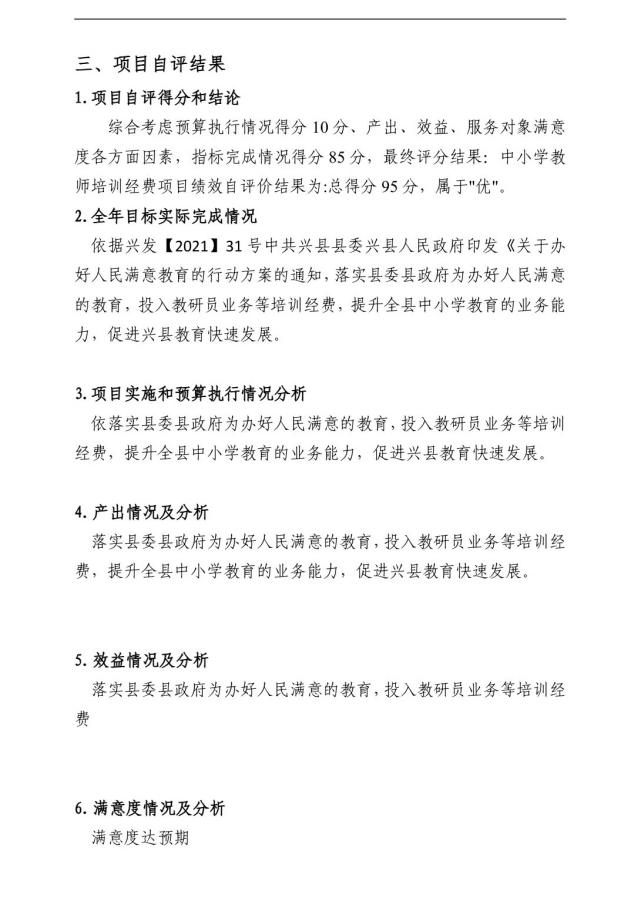 三、项目自评结果
1. 项目自评得分和结论
综合考虑预算执行情况得分 10 分、产出、效益、服务对象满意
度各方面因素，指标完成情况得分 85 分，最终评分结果：中小学教
师培训经费项目绩效自评价结果为:总得分 95 分，属于"优"。
2. 全年目标实际完成情况
依据兴发【2021】31 号中共兴县县委兴县人民政府印发《关于办
好人民满意教育的行动方案的通知，落实县委县政府为办好人民满意
的教育，投入教研员业务等培训经费，提升全县中小学教育的业务能
力，促进兴县教育快速发展。
3. 项目实施和预算执行情况分析
依落实县委县政府为办好人民满意的教育，投入教研员业务等培训
经费，提升全县中小学教育的业务能力，促进兴县教育快速发展。
4. 产出情况及分析
落实县委县政府为办好人民满意的教育，投入教研员业务等培训经
费，提升全县中小学教育的业务能力，促进兴县教育快速发展。
5. 效益情况及分析
落实县委县政府为办好人民满意的教育，投入教研员业务等培训经
费
6. 满意度情况及分析
满意度达预期